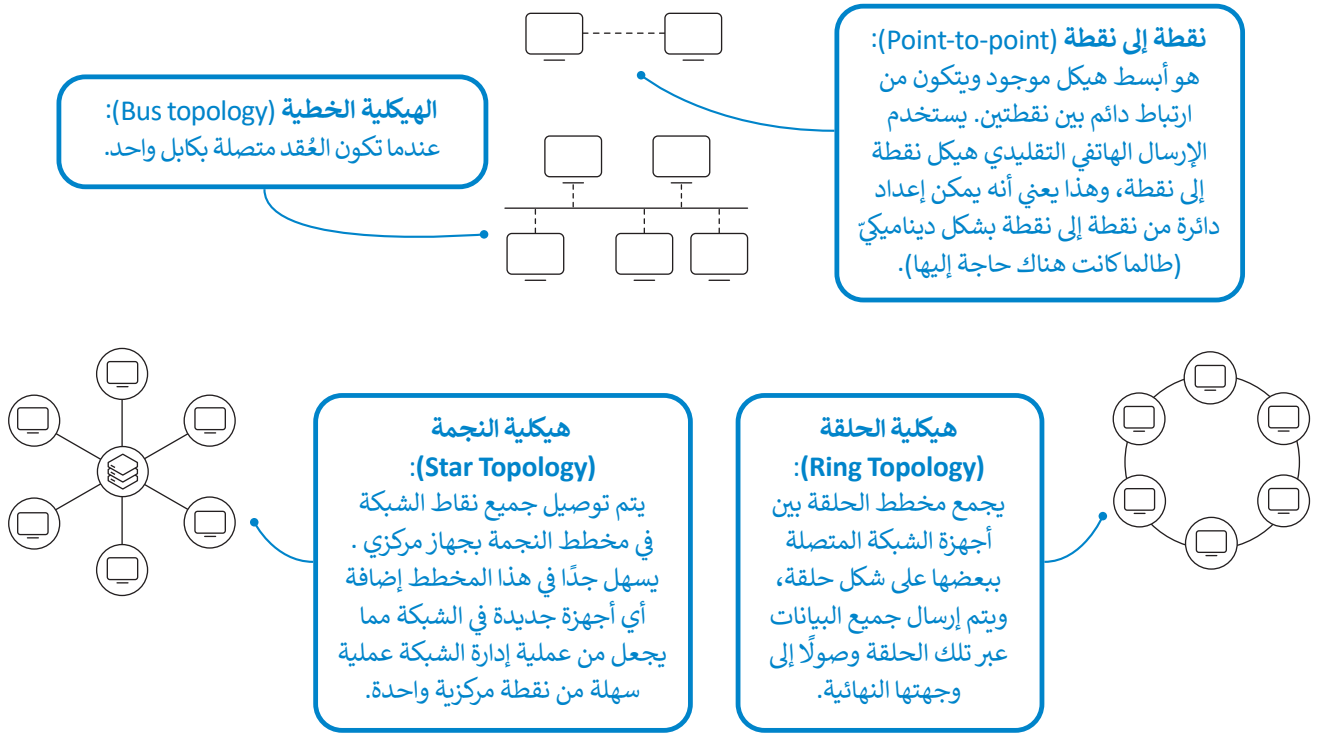 نقطة إلى نقطة (Point-to-point):
هو أبسط هيكل موجود ويتكون من
ارتباط دائم بين نقطتين. يستخدم
الإرسال الهاتفي التقليدي هيكل نقطة
إلى نقطة، وهذا يعني أنه يمكن إعداد
دائرة من نقطة إلى نقطة بشكل ديناميكيّ
(طالما كانت هناك حاجة إليها).
الهيكلية الخطية (Bus topology):
عندما تكون العُقد متصلة بكابل واحد.
هيكلية الحلقة
(Ring Topology):
يجمع مخطط الحلقة بين
أجهزة الشبكة المتصلة
ببعضها على شكل حلقة،
ويتم إرسال جميع البيانات
عبر تلك الحلقة وصولًا إلى
وجهتها النهائية.
هيكلية النجمة
(Star Topology):
يتم توصيل جميع نقاط الشبكة
في مخطط النجمة بجهاز مركزي .
يسهل جدًا في هذا المخطط إضافة
أي أجهزة جديدة في الشبكة مما
يجعل من عملية إدارة الشبكة عملية
سهلة من نقطة مركزية واحدة.